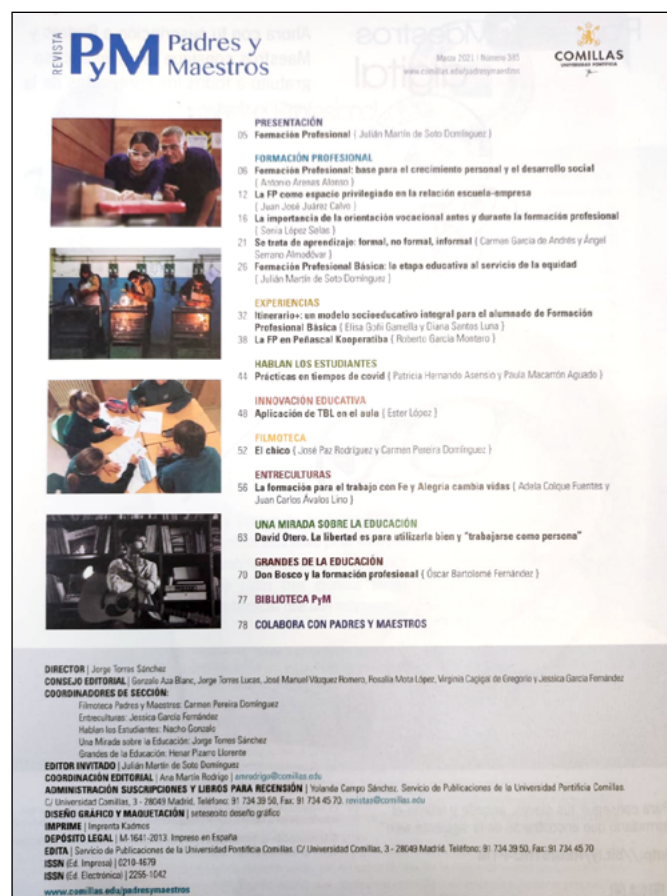 REVISTA
PyM Padres y
Maestros
Marzo 2021 | Número 385
www.comillas.edu/padresymaestros
COMILLAS
UNIVERSIDAD PONTIFICIA
PRESENTACIÓN
05 Formación Profesional { Julián Martín de Soto Domínguez }
FORMACIÓN PROFESIONAL
06 Formación Profesional: base para el crecimiento personal y el desarrollo social
{ Antonio Arenas Alonso }
12 La FP como espacio privilegiado en la relación escuela-empresa
{ Juan José Juárez Calvo }
16 La importancia de la orientación vocacional antes y durante la formación profesional
{ Sonia López Salas }
21 Se trata de aprendizaje: formal, no formal, informal { Carmen García de Andrés y Ángel
Serrano Almodóvar }
26 Formación Profesional Básica: la etapa educativa al servicio de la equidad
{ Julián Martín de Soto Domínguez }
EXPERIENCIAS
32 Itinerario+: un modelo socioeducativo integral para el alumnado de Formación
Profesional Básica { Elisa Goñi Gamella y Diana Santos Luna }
38 La FP en Peñascal Kooperatiba { Roberto García Montero }
HABLAN LOS ESTUDIANTES
44 Prácticas en tiempos de covid { Patricia Hernando Asensio y Paula Macarrón Aguado }
INNOVACIÓN EDUCATIVA
48 Aplicación de TBL en el aula { Ester López }
FILMOTECA
52 El chico { José Paz Rodríguez y Carmen Pereira Domínguez }
ENTRECULTURAS
56 La formación para el trabajo con Fe y Alegría cambia vidas { Adela Colque Fuentes y
Juan Carlos Ávalos Lino }
UNA MIRADA SOBRE LA EDUCACIÓN
63 David Otero. La libertad es para utilizarla bien y "trabajarse como persona"
GRANDES DE LA EDUCACIÓN
70 Don Bosco y la formación profesional { Óscar Bartolomé Fernández }
77 BIBLIOTECA PyM
78 COLABORA CON PADRES Y MAESTROS
DIRECTOR | Jorge Torres Sánchez
CONSEJO EDITORIAL | Gonzalo Aza Blanc, Jorge Torres Lucas, José Manuel Vázquez Romero, Rosalía Mota López, Virginia Cagigal de Gregorio y Jessica García Fernández
COORDINADORES DE SECCIÓN:
Filmoteca Padres y Maestros: Carmen Pereira Domínguez
Entreculturas: Jessica García Fernández
Hablan los Estudiantes: Nacho Gonzalo
Una Mirada sobre la Educación: Jorge Torres Sánchez
Grandes de la Educación: Henar Pizarro Llorente
EDITOR INVITADO | Julián Martín de Soto Domínguez
COORDINACIÓN EDITORIAL | Ana Martín Rodrigo | amrodrigo@comillas.edu
ADMINISTRACIÓN SUSCRIPCIONES Y LIBROS PARA RECENSIÓN | Yolanda Campo Sánchez. Servicio de Publicaciones de la Universidad Pontificia Comillas.
C/ Universidad Comillas, 3 - 28049 Madrid. Teléfono: 91 734 39 50, Fax: 91 734 45 70. revistas@comillas.edu
DISEÑO GRÁFICO Y MAQUETACIÓN | seteseoito deseño gráfico
IMPRIME | Imprenta Kadmos
DEPÓSITO LEGAL | M-1641-2013. Impreso en España
EDITA | Servicio de Publicaciones de la Universidad Pontificia Comillas. C/ Universidad Comillas, 3 - 28049 Madrid. Teléfono: 91 734 39 50, Fax: 91 734 45 70
ISSN (Ed. Impresa) | 0210-4679
ISSN (Ed. Electrónica) | 2255-1042
www.comillas.edu/padresymaestros